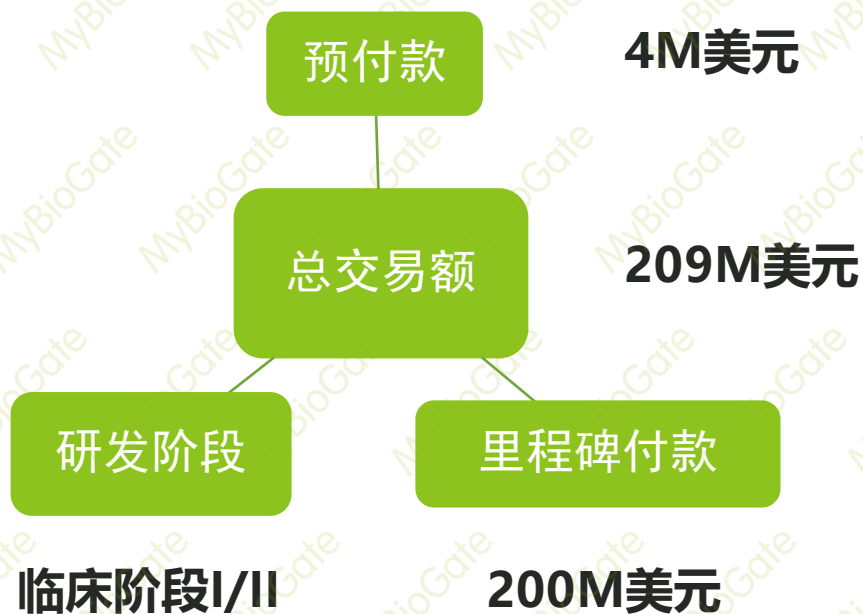 预付款
4M美元
总交易额
209M美元
研发阶段
里程碑付款
临床阶段I/II
200M美元
MyBioGate